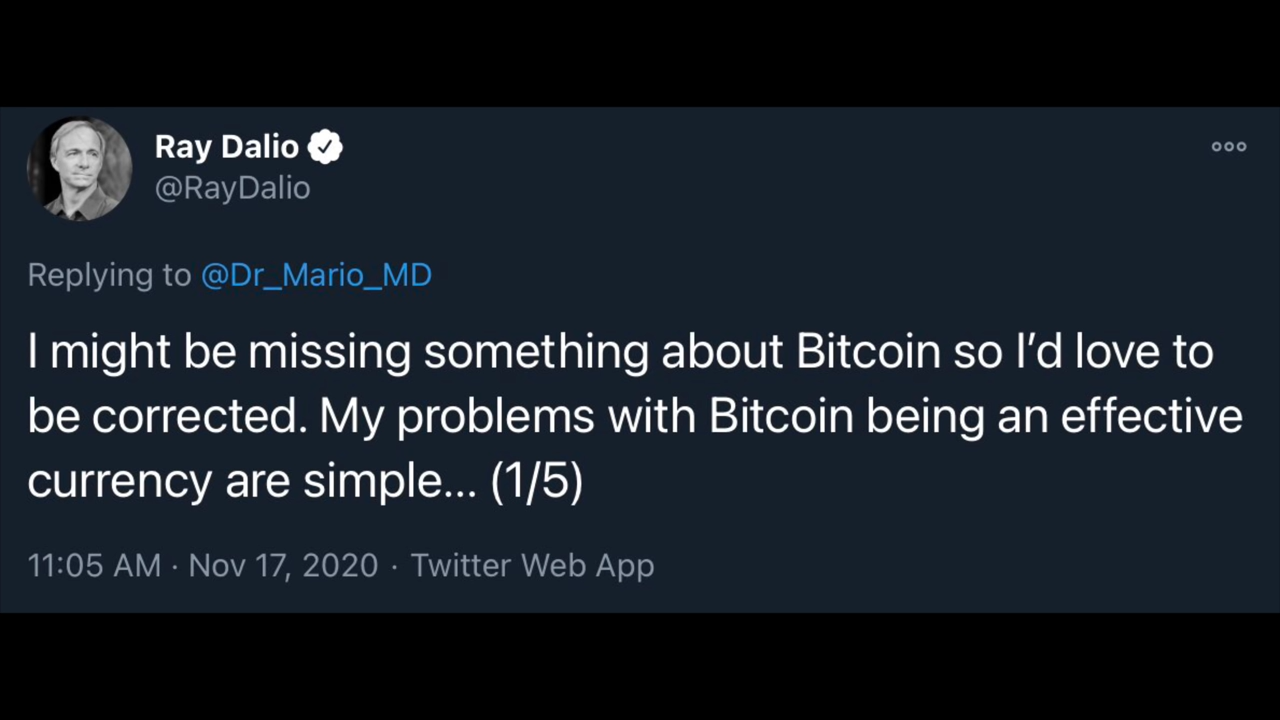 Ray Dalio
@RayDalio
Replying to @Dr_Mario_MD
I might be missing something about Bitcoin so I’d love to
be corrected. My problems with Bitcoin being an effective
currency are simple... (1/5)
11:05 AM · Nov 17, 2020 · Twitter Web App